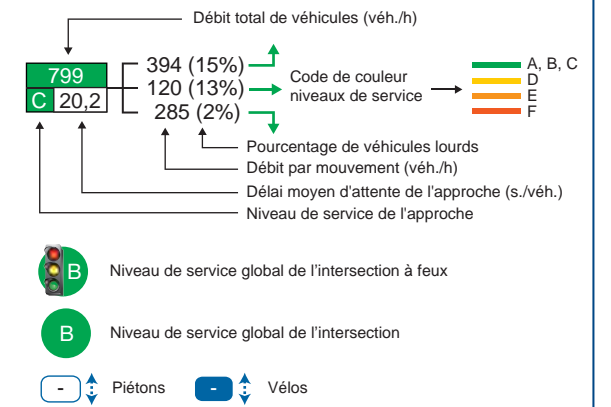 Débit total de véhicules (véh./h)
799
C 20,2
394 (15%)
120 (13%)
285 (2%)
Code de couleur
niveaux de service
A, B, C
D
E
F
Pourcentage de véhicules lourds
Débit par mouvement (véh./h)
Délai moyen d'attente de l'approche (s./véh.)
Niveau de service de l'approche
B Niveau de service global de l'intersection à feux
B Niveau de service global de l'intersection
- Piétons - Vélos